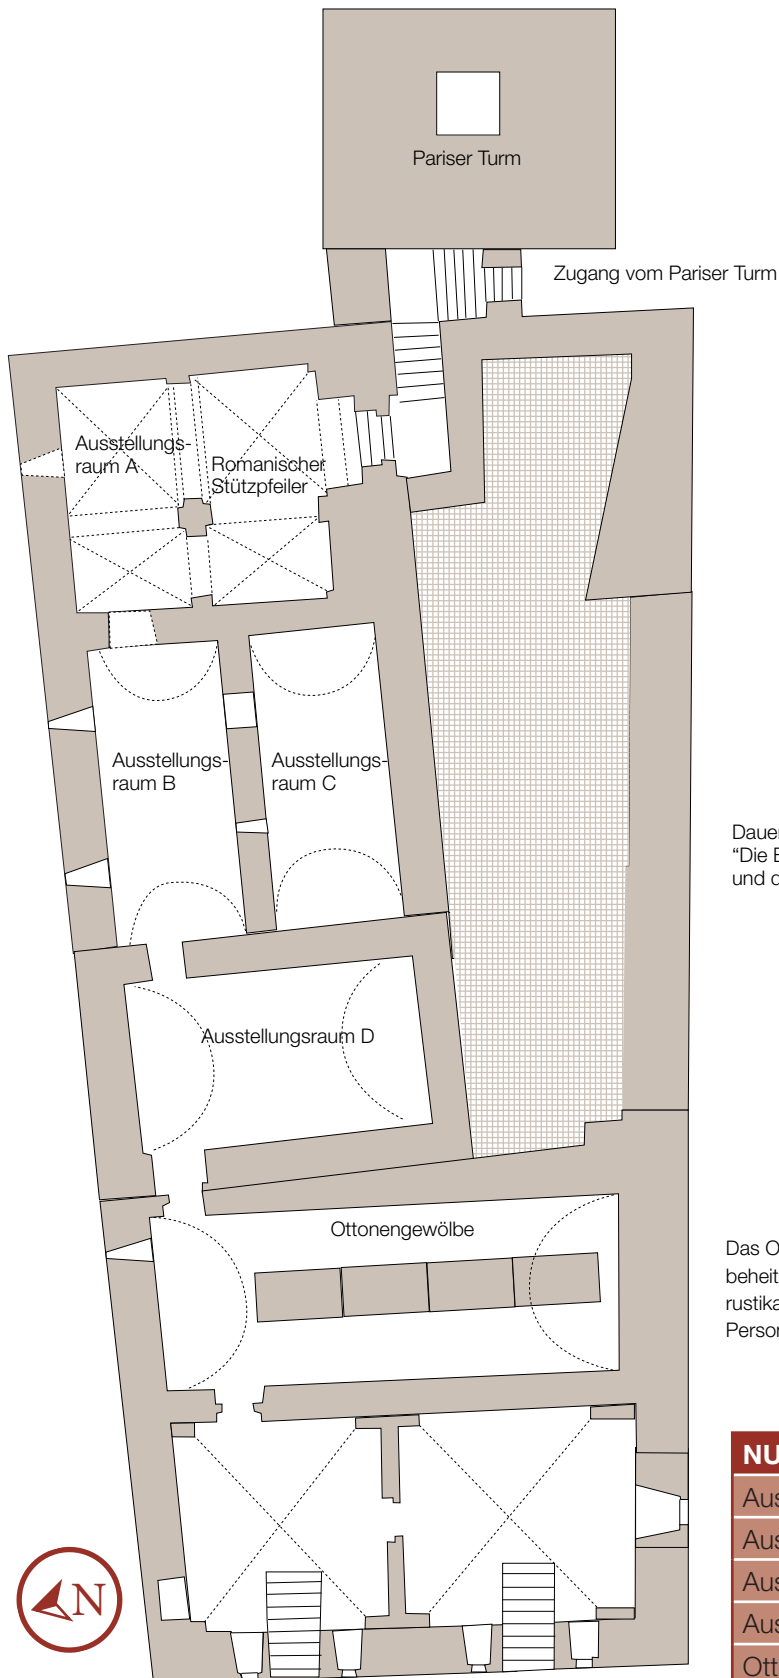 Pariser Turm
Zugang vom Pariser Turm
Ausstellungs-
raum A
Romanischer
Stützpfeiler
Ausstellungs-
raum B
Ausstellungs-
raum C
Ausstellungsraum D
Ottonengewölbe
N